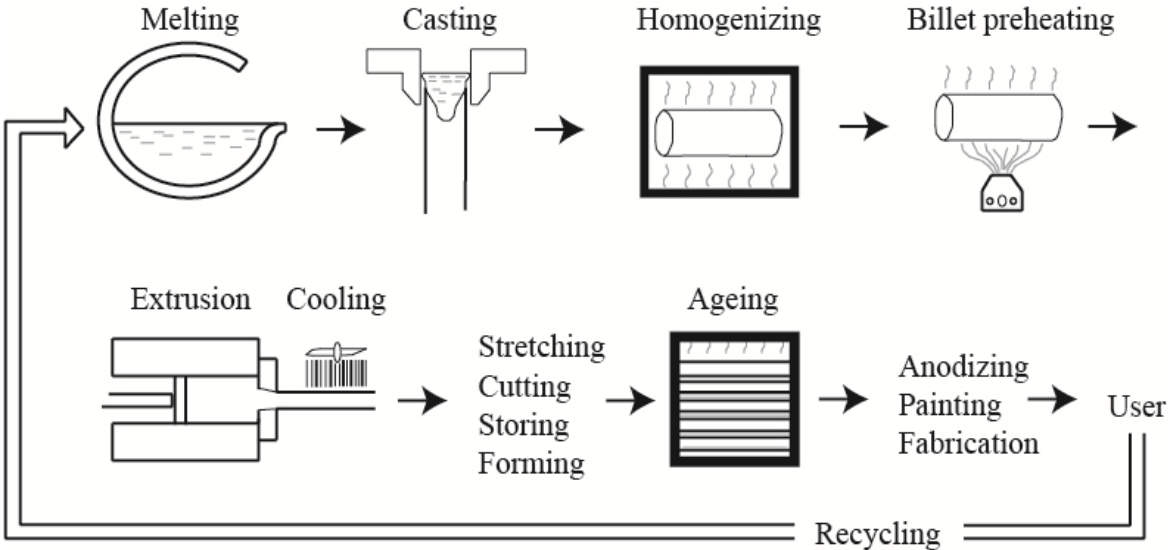 Melting
Casting
Homogenizing
Billet preheating
Extrusion
Cooling
Stretching
Cutting
Storing
Forming
Ageing
Anodizing
Painting
Fabrication
User
Recycling